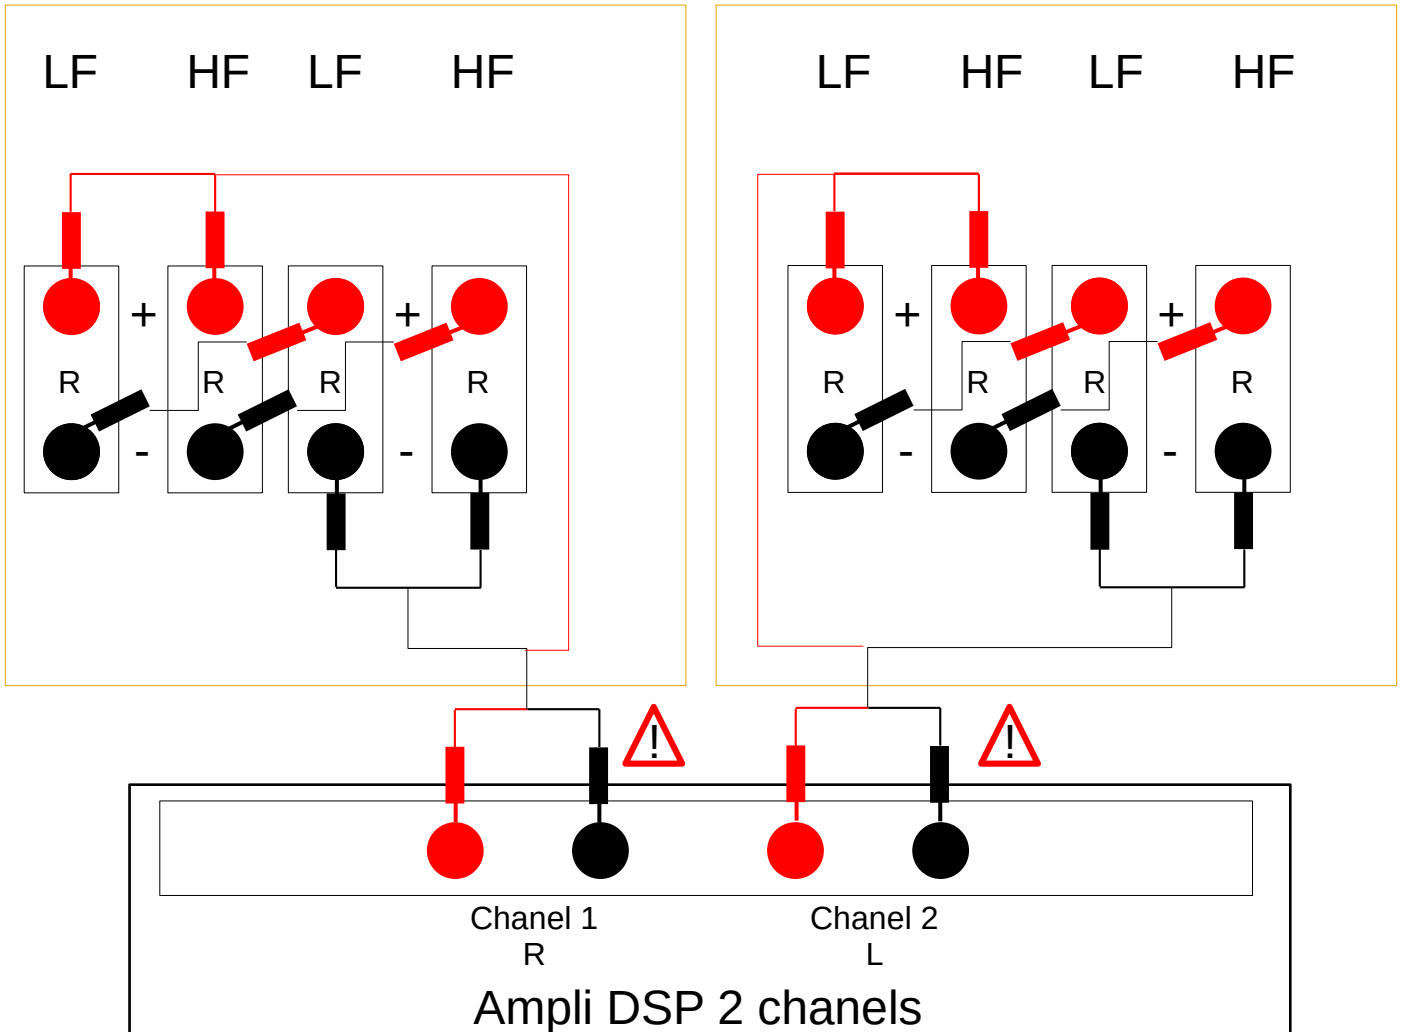 LF HF LF HF LF HF LF HF
+ + + +
R R R R R R R R
- - - -
! !
Chanel 1 Chanel 2
R L
Ampli DSP 2 chanels